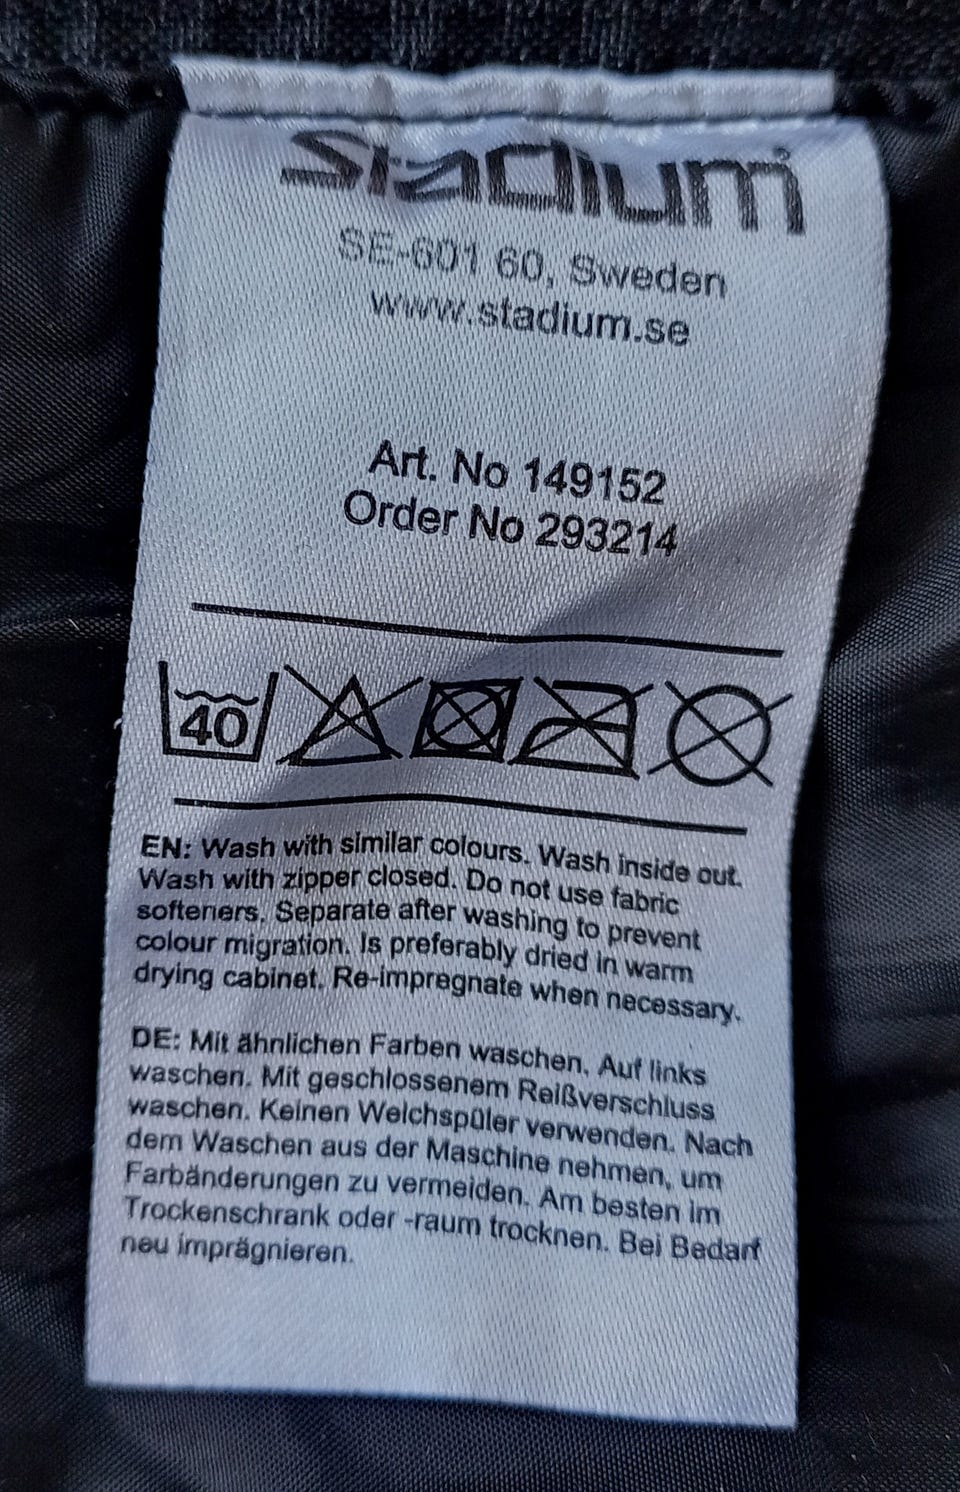 Stadium
SE-601 60, Sweden
www.stadium.se
Art. No 149152
Order No 293214
40
EN: Wash with similar colours. Wash inside out.
Wash with zipper closed. Do not use fabric
softeners. Separate after washing to prevent
colour migration. Is preferably dried in warm
drying cabinet. Re-impregnate when necessary.
DE: Mit ähnlichen Farben waschen. Auf links
waschen. Mit geschlossenem Reißverschluss
waschen. Keinen Weichspüler verwenden. Nach
dem Waschen aus der Maschine nehmen, um
Farbänderungen zu vermeiden. Am besten im
Trockenschrank oder -raum trocknen. Bei Bedarf
neu imprägnieren.